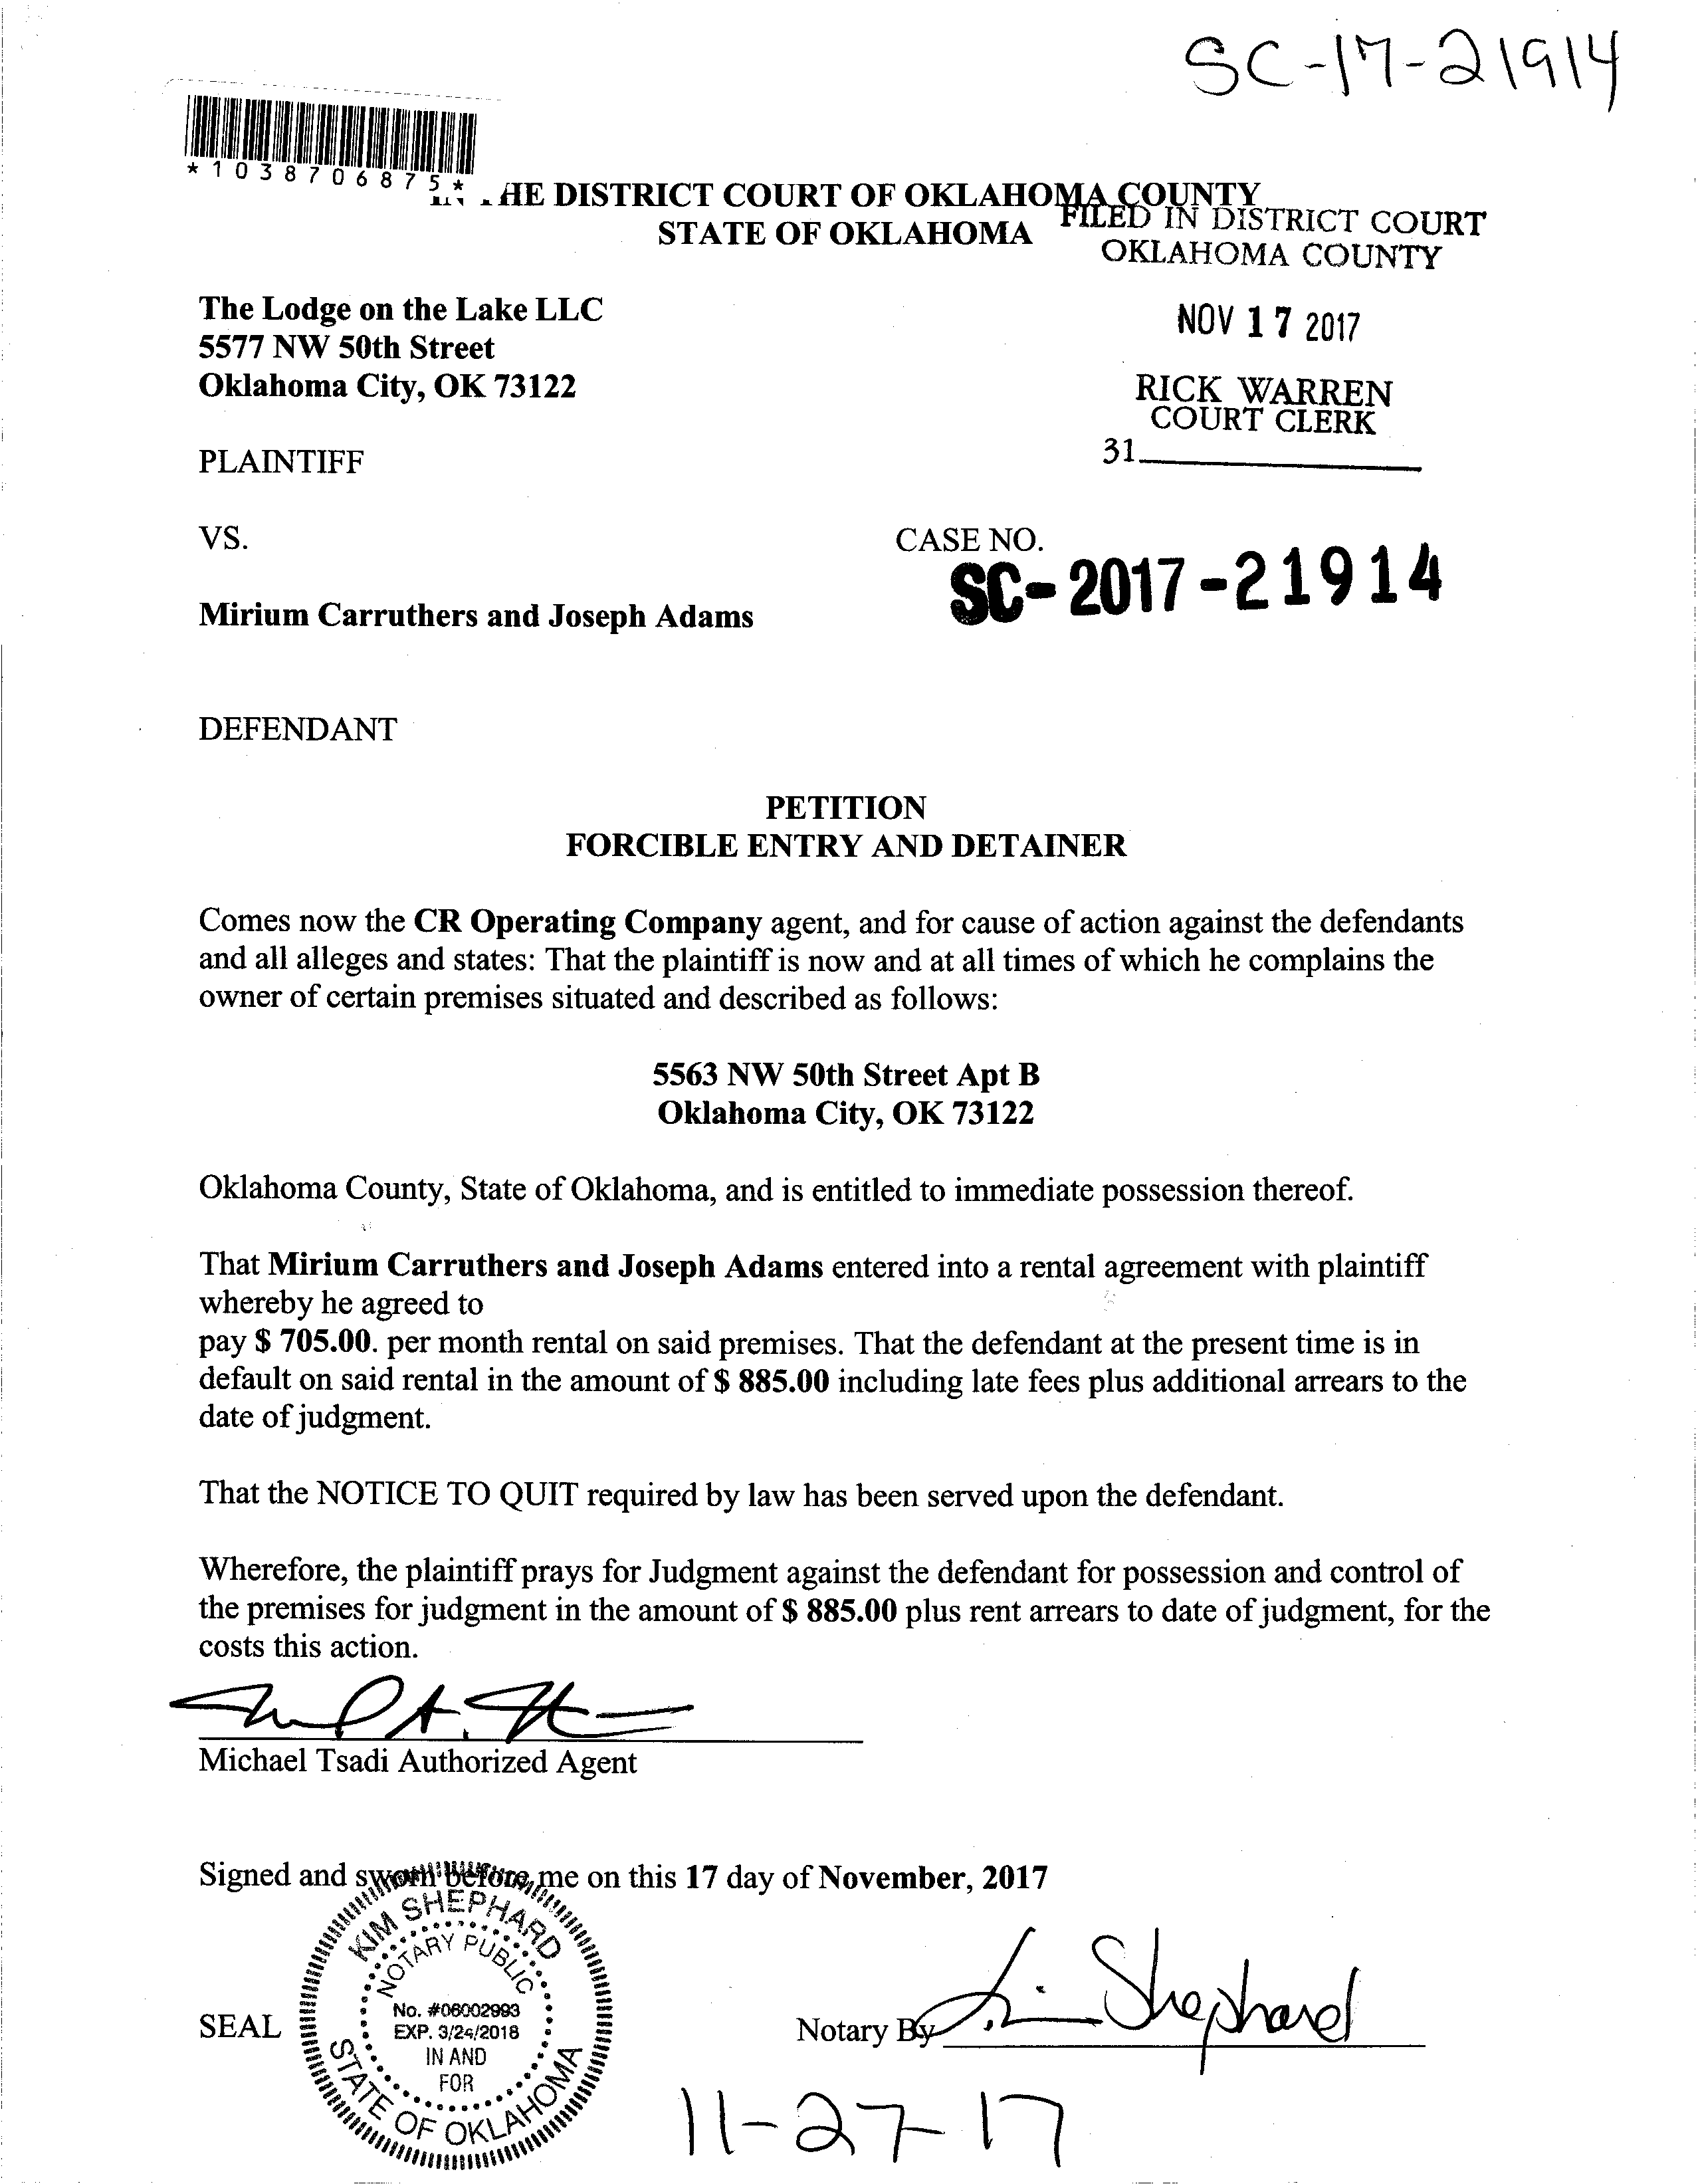 SC-17-21914
*1038706875*
HE DISTRICT COURT OF OKLAHOMA COUNTY
STATE OF OKLAHOMA
FILED IN DISTRICT COURT
OKLAHOMA COUNTY
The Lodge on the Lake LLC
5577 NW 50th Street
Oklahoma City, OK 73122
NOV 17 2017
RICK WARREN
COURT CLERK
31
PLAINTIFF
VS.
CASE NO.
SC-2017-21914
Mirium Carruthers and Joseph Adams
DEFENDANT
PETITION
FORCIBLE ENTRY AND DETAINER
Comes now the CR Operating Company agent, and for cause of action against the defendants
and all alleges and states: That the plaintiff is now and at all times of which he complains the
owner of certain premises situated and described as follows:
5563 NW 50th Street Apt B
Oklahoma City, OK 73122
Oklahoma County, State of Oklahoma, and is entitled to immediate possession thereof.
That Mirium Carruthers and Joseph Adams entered into a rental agreement with plaintiff
whereby he agreed to
pay $ 705.00. per month rental on said premises. That the defendant at the present time is in
default on said rental in the amount of $ 885.00 including late fees plus additional arrears to the
date of judgment.
That the NOTICE TO QUIT required by law has been served upon the defendant.
Wherefore, the plaintiff prays for Judgment against the defendant for possession and control of
the premises for judgment in the amount of $ 885.00 plus rent arrears to date of judgment, for the
costs this action.
Michael Tsadi Authorized Agent
Signed and sworn before me on this 17 day of November, 2017
KIM SHEPHARD
NOTARY PUBLIC
No. #06002993
EXP. 3/24/2018
IN AND
FOR
STATE OF OKLAHOMA
SEAL
Notary By Kim Shephard
11-27-17